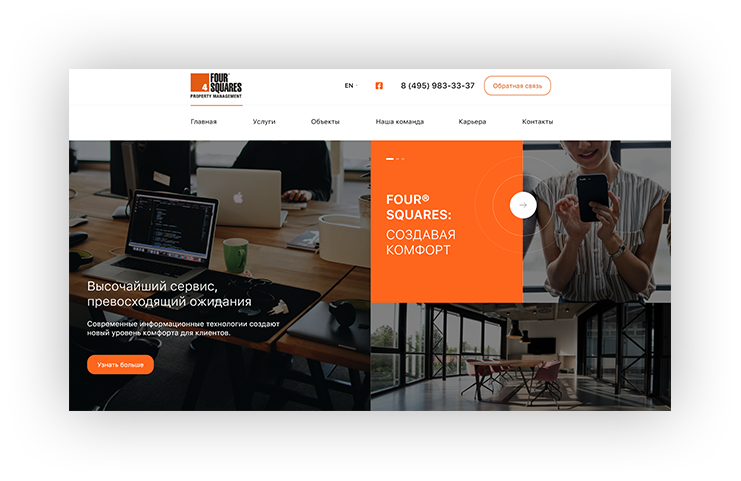 4 FOUR®
SQUARES
PROPERTY MANAGEMENT
EN
8 (495) 983-33-37
Обратная связь
Главная
Услуги
Объекты
Наша команда
Карьера
Контакты
Высочайший сервис,
превосходящий ожидания
Современные информационные технологии создают
новый уровень комфорта для клиентов.
Узнать больше
FOUR®
SQUARES:
СОЗДАВАЯ
КОМФОРТ